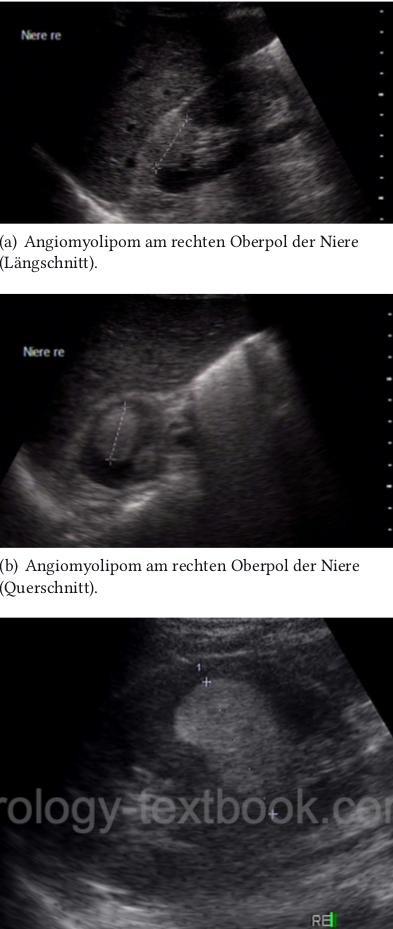 Niere re
(a) Angiomyolipom am rechten Oberpol der Niere
(Längschnitt).
Niere re
(b) Angiomyolipom am rechten Oberpol der Niere
(Querschnitt).
1
rology-textbook.com
RE